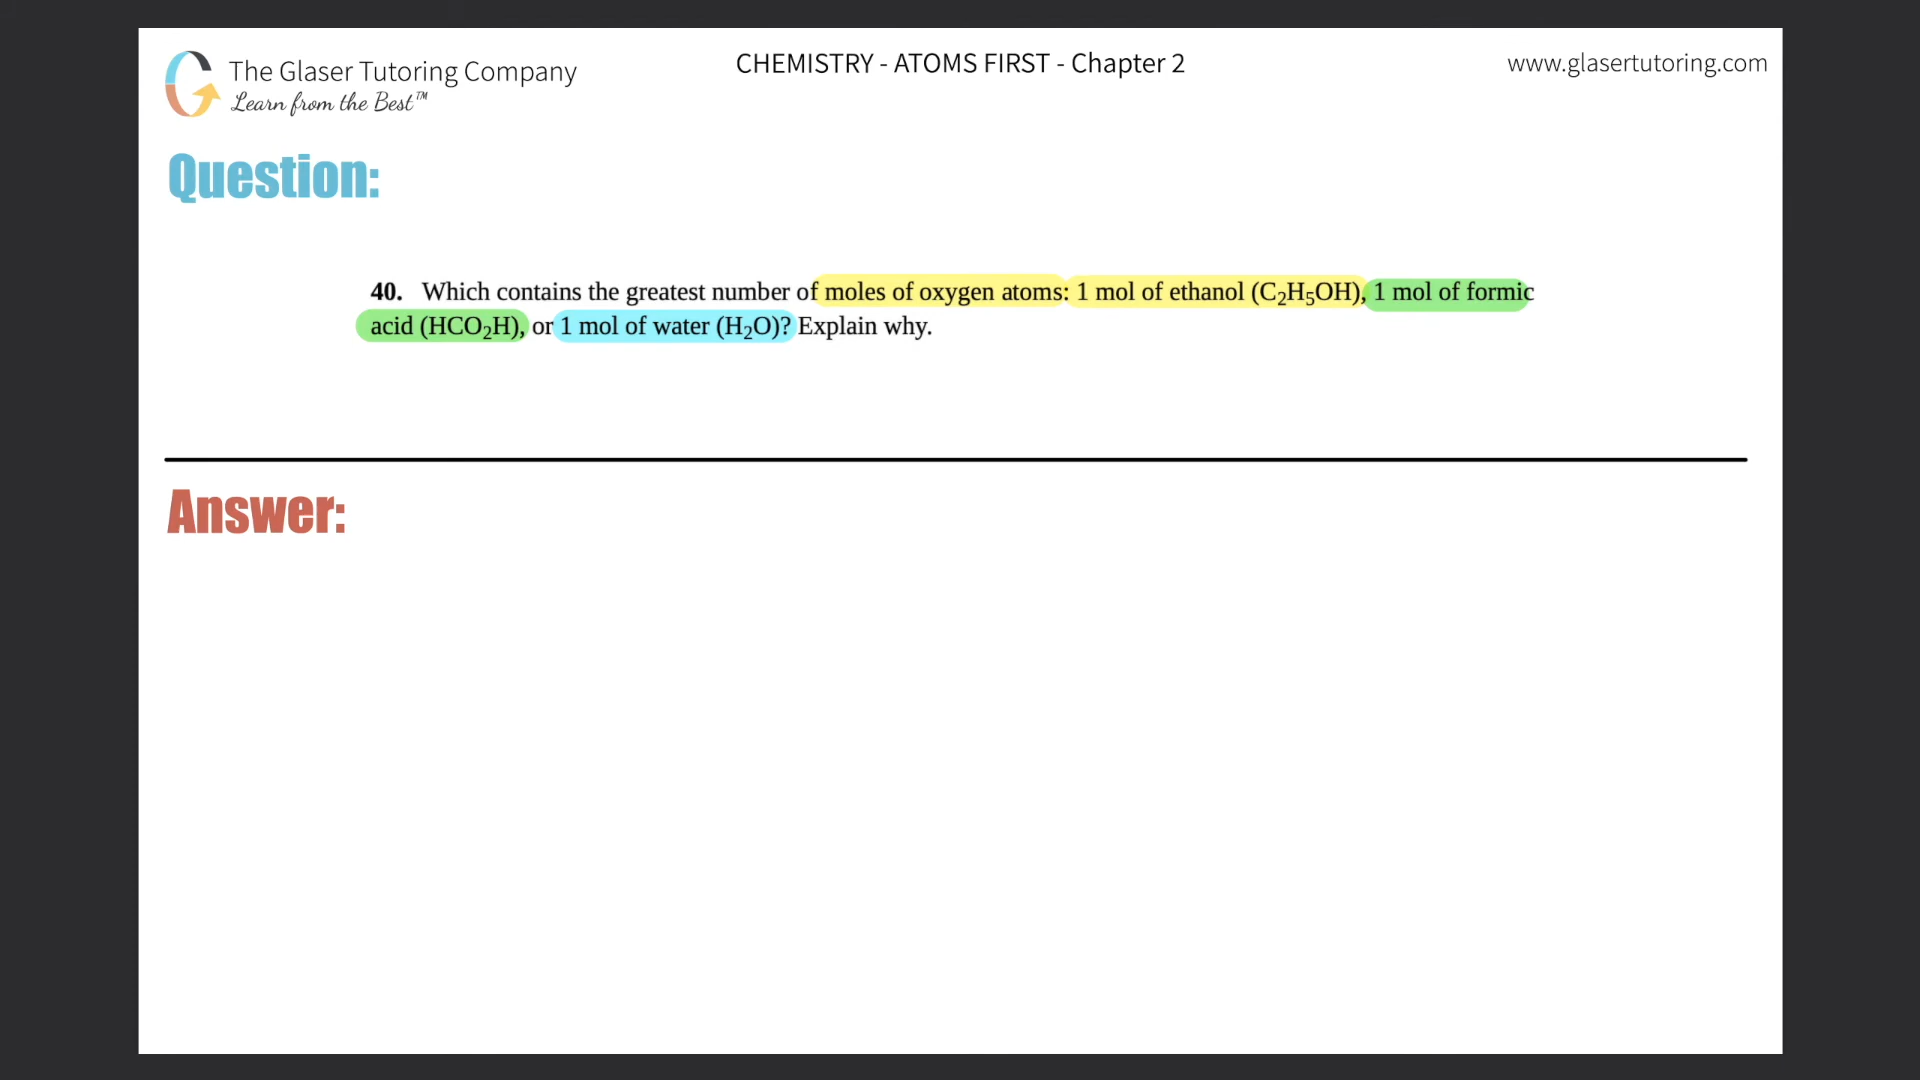 The Glaser Tutoring Company
Learn from the Best™
CHEMISTRY - ATOMS FIRST - Chapter 2
www.glasertutoring.com
Question:
40. Which contains the greatest number of moles of oxygen atoms: 1 mol of ethanol (C₂H₅OH), 1 mol of formic
acid (HCO₂H), or 1 mol of water (H₂O)? Explain why.
Answer: